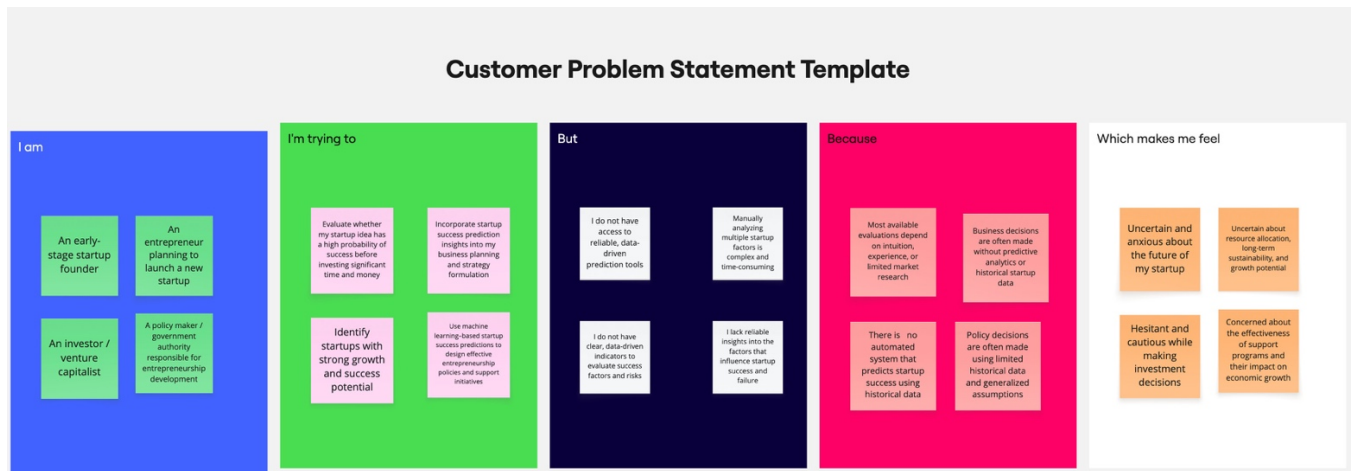 Customer Problem Statement Template
I am
An early-
stage startup
founder
An
entrepreneur
planning to
launch a new
startup
An investor /
venture
capitalist
A policy maker /
government
authority
responsible for
entrepreneurship
development
I'm trying to
Evaluate whether
my startup idea has
a high probability of
success before
investing significant
time and money
Incorporate startup
success prediction
insights into my
business planning
and strategy
formulation
Identify
startups with
strong growth
and success
potential
Use machine
learning–based startup
success predictions to
design effective
entrepreneurship
policies and support
initiatives
But
I do not have
access to
reliable, data-
driven
prediction tools
Manually
analyzing
multiple startup
factors is
complex and
time-consuming
I do not have
clear, data-driven
indicators to
evaluate success
factors and risks
I lack reliable
insights into the
factors that
influence startup
success and
failure
Because
Most available
evaluations depend
on intuition,
experience, or
limited market
research
Business decisions
are often made
without predictive
analytics or
historical startup
data
There is no
automated
system that
predicts startup
success using
historical data
Policy decisions
are often made
using limited
historical data
and generalized
assumptions
Which makes me feel
Uncertain and
anxious about
the future of
my startup
Uncertain about
resource allocation,
long-term
sustainability, and
growth potential
Hesitant and
cautious while
making
investment
decisions
Concerned about
the effectiveness
of support
programs and
their impact on
economic growth